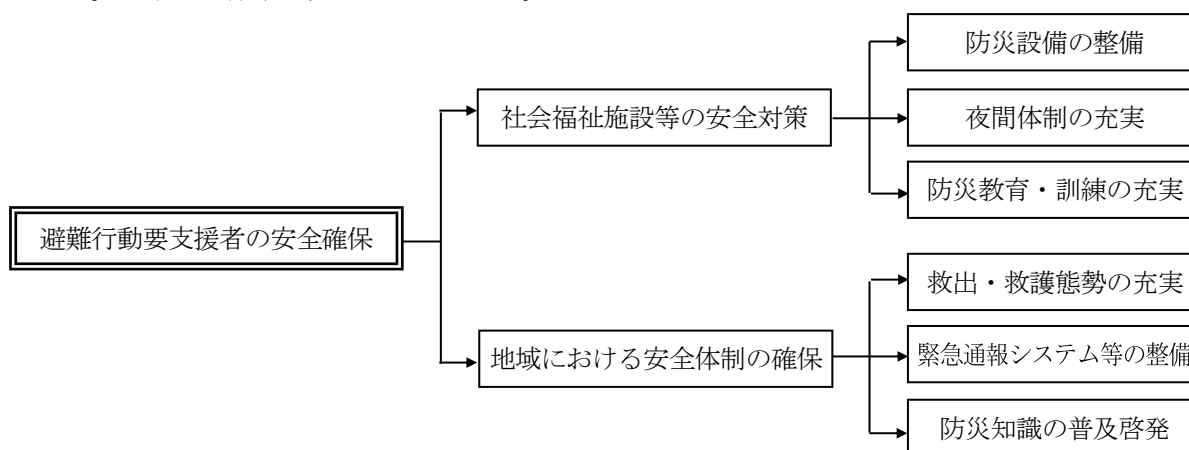 避難行動要支援者の安全確保
社会福祉施設等の安全対策
防災設備の整備
夜間体制の充実
防災教育・訓練の充実
地域における安全体制の確保
救出・救護態勢の充実
緊急通報システム等の整備
防災知識の普及啓発